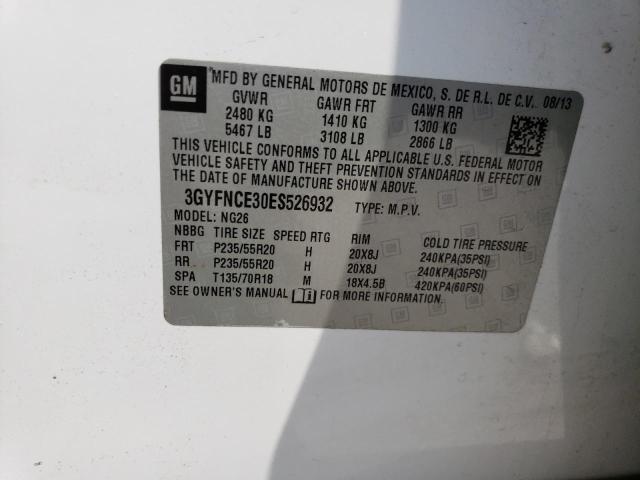 GM MFD BY GENERAL MOTORS DE MEXICO, S. DE R.L. DE C.V. 08/13
GVWR GAWR FRT GAWR RR
2480 KG 1410 KG 1300 KG
5467 LB 3108 LB 2866 LB
THIS VEHICLE CONFORMS TO ALL APPLICABLE U.S. FEDERAL MOTOR
VEHICLE SAFETY AND THEFT PREVENTION STANDARDS IN EFFECT ON
THE DATE OF MANUFACTURE SHOWN ABOVE.
3GYFNCE30ES526932 TYPE: M.P.V.
MODEL: NG26
NBBG TIRE SIZE SPEED RTG RIM COLD TIRE PRESSURE
FRT P235/55R20 H 20X8J 240KPA(35PSI)
RR P235/55R20 H 20X8J 240KPA(35PSI)
SPA T135/70R18 M 18X4.5B 420KPA(60PSI)
SEE OWNER'S MANUAL FOR MORE INFORMATION.